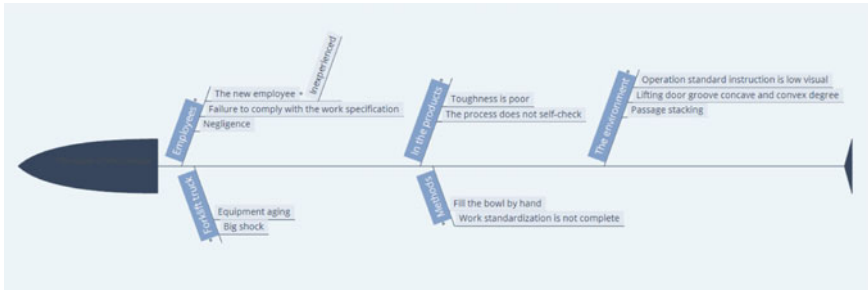 Employees
The new employee
Inexperienced
Failure to comply with the work specification
Negligence
In the products
Toughness is poor
The process does not self-check
The environment
Operation standard instruction is low visual
Lifting door groove concave and convex degree
Passage stacking
Forklift truck
Equipment aging
Big shock
Methods
Fill the bowl by hand
Work standardization is not complete